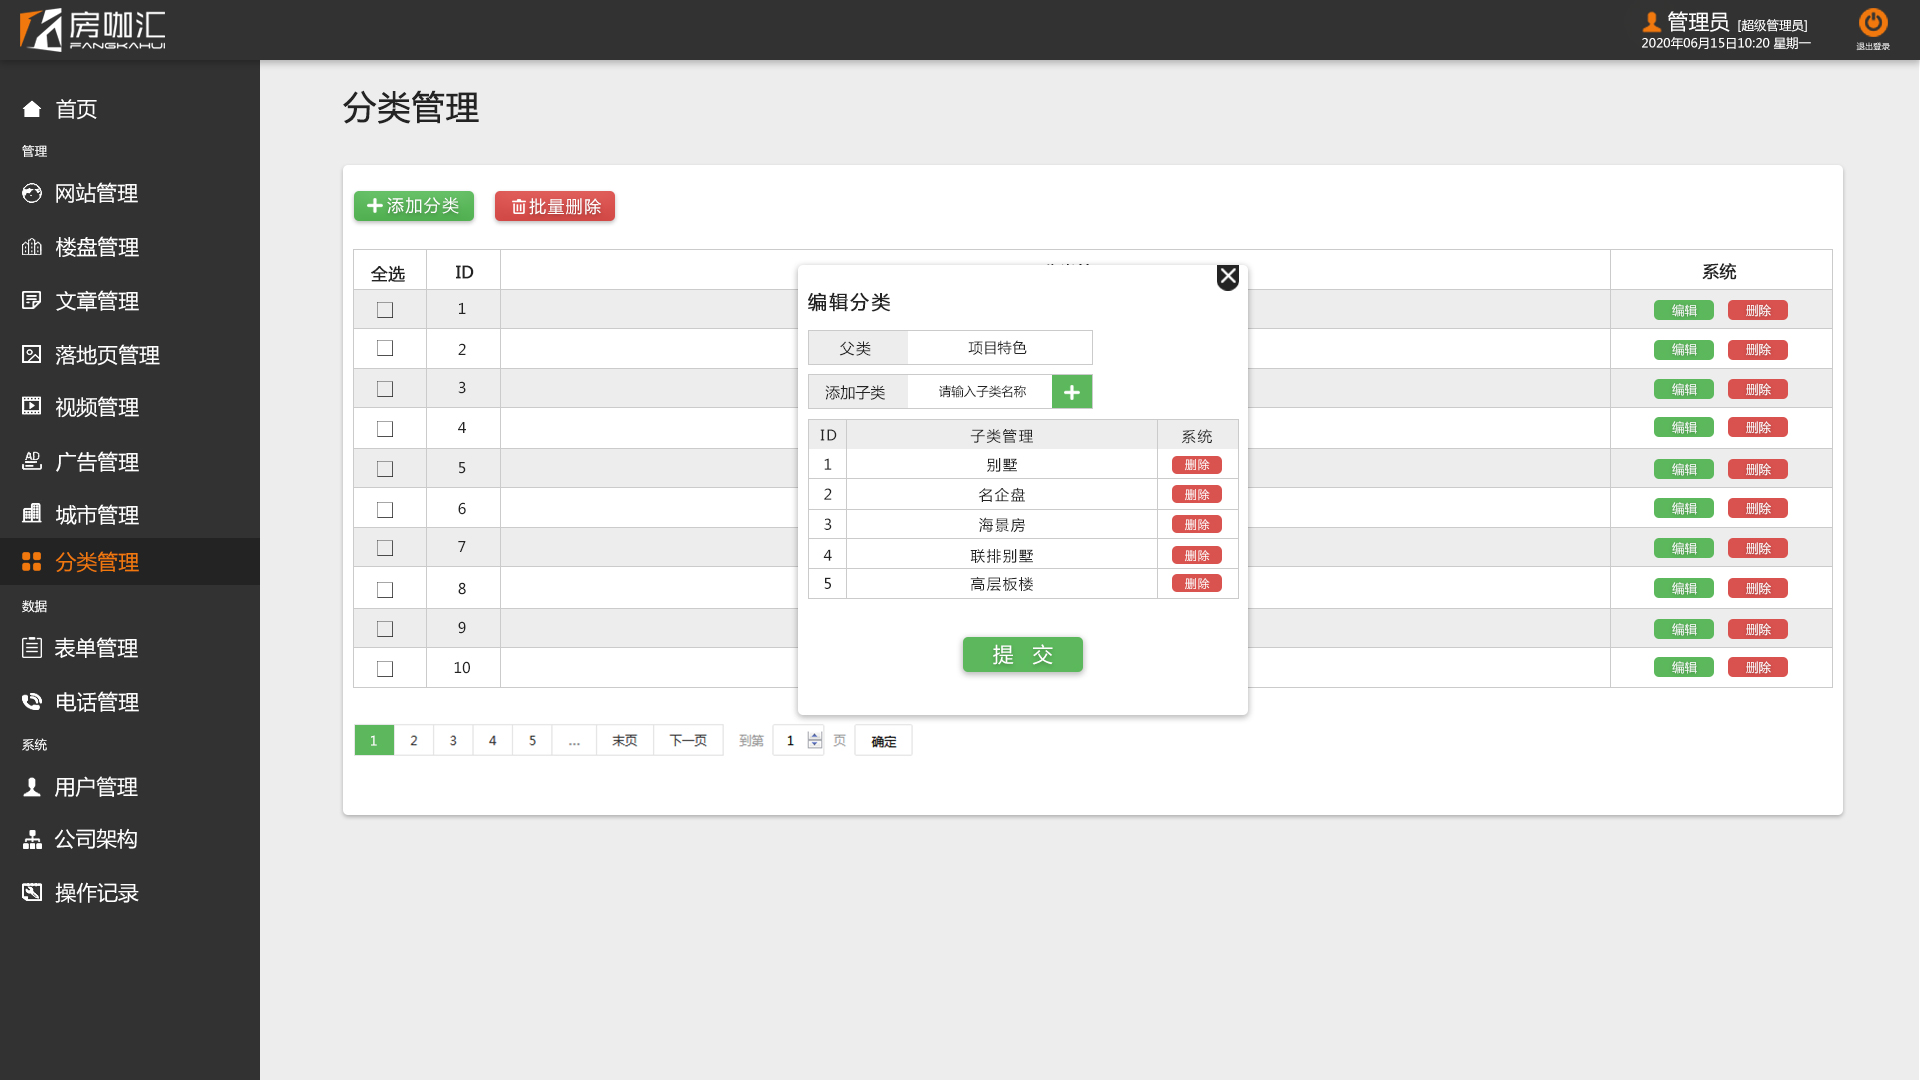 房咖汇
FANGKAHUI
管理员 [超级管理员]
2020年06月15日10:20 星期一
退出登录
首页
管理
网站管理
楼盘管理
文章管理
落地页管理
视频管理
AD 广告管理
城市管理
分类管理
数据
表单管理
电话管理
系统
用户管理
公司架构
操作记录
分类管理
添加分类 批量删除
全选 ID 系统
1 编辑 删除
2 编辑 删除
3 编辑 删除
4 编辑 删除
5 编辑 删除
6 编辑 删除
7 编辑 删除
8 编辑 删除
9 编辑 删除
10 编辑 删除
编辑分类
父类 项目特色
添加子类 请输入子类名称
ID 子类管理 系统
1 别墅 删除
2 名企盘 删除
3 海景房 删除
4 联排别墅 删除
5 高层板楼 删除
提 交
1 2 3 4 5 ... 末页 下一页 到第 1 页 确定